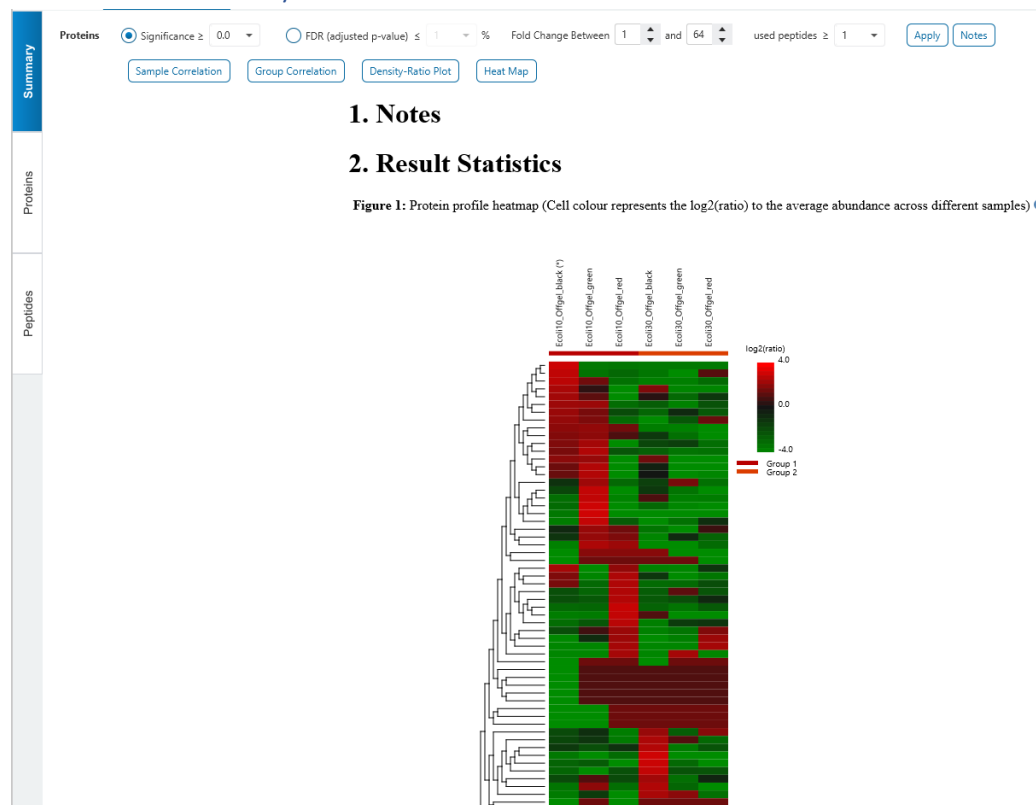 Summary
Proteins
Peptides
Proteins Significance ≥ 0.0 FDR (adjusted p-value) ≤ 1 % Fold Change Between 1 and 64 used peptides ≥ 1 Apply Notes
Sample Correlation Group Correlation Density-Ratio Plot Heat Map
1. Notes
2. Result Statistics
Figure 1: Protein profile heatmap (Cell colour represents the log2(ratio) to the average abundance across different samples)
Ecoli10_Offgel_black (*)
Ecoli10_Offgel_green
Ecoli10_Offgel_red
Ecoli30_Offgel_black
Ecoli30_Offgel_green
Ecoli30_Offgel_red
log2(ratio)
4.0
0.0
-4.0
Group 1
Group 2